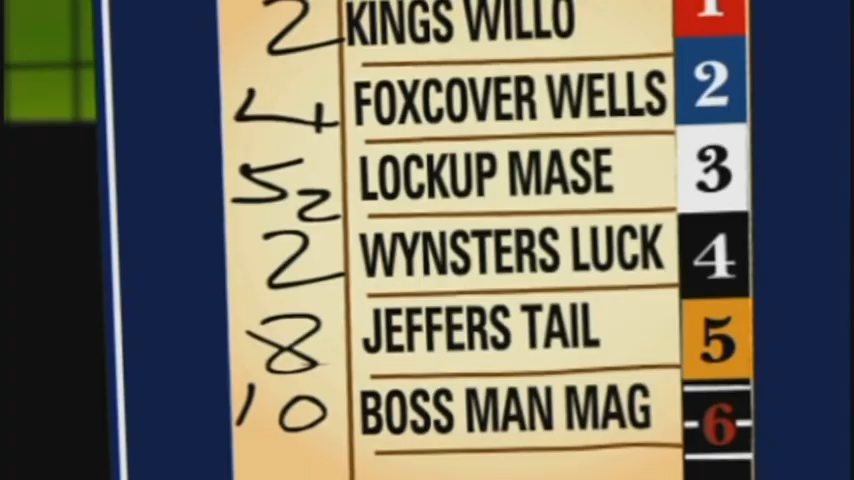 2 KINGS WILLO 1
4 FOXCOVER WELLS 2
5 2 LOCKUP MASE 3
2 WYNSTERS LUCK 4
8 JEFFERS TAIL 5
10 BOSS MAN MAG 6